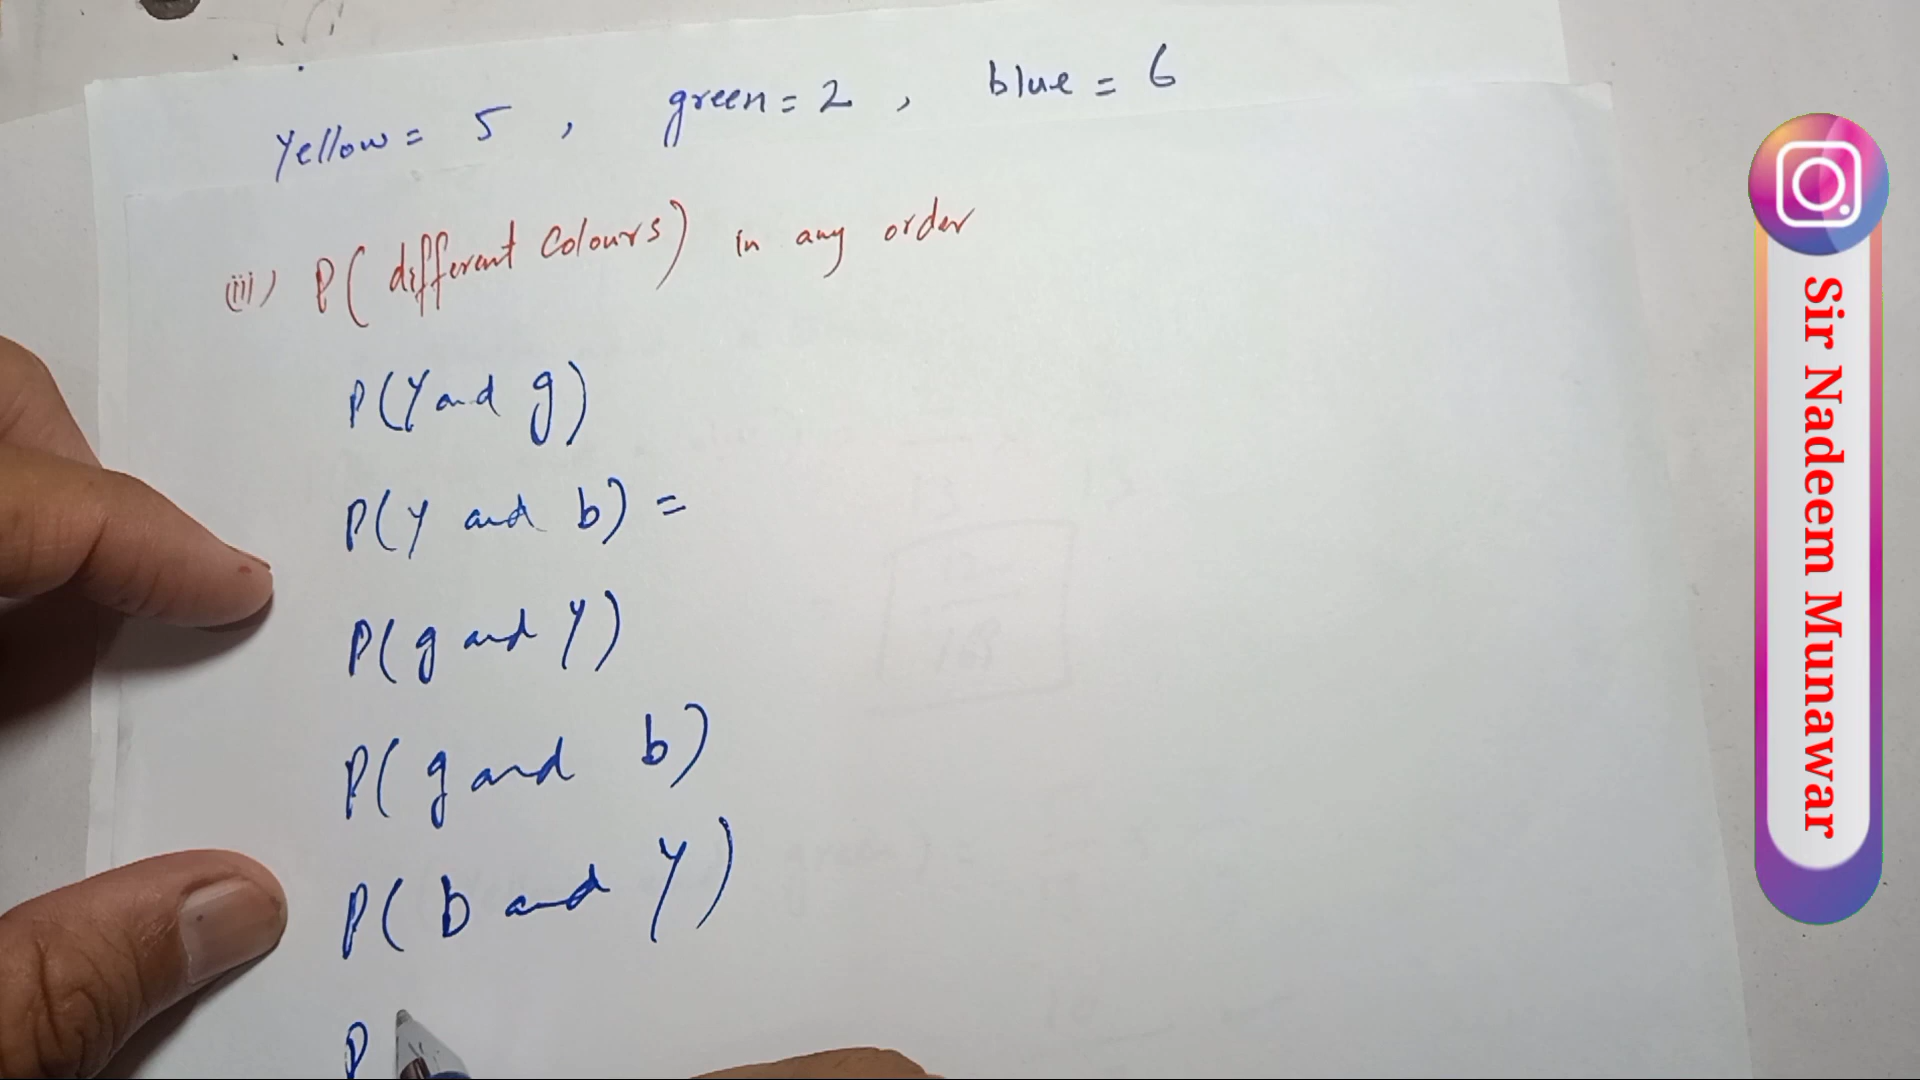 Yellow = 5 , green = 2 , blue = 6
(iii) P( different Colours) in any order
P(Y and g)
P(Y and b) =
P(g and Y)
P(g and b)
P(b and Y)
P
Sir Nadeem Munawar